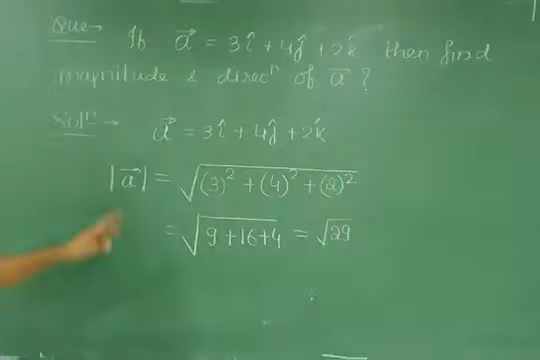 Que→ If a⃗ = 3î + 4ĵ + 2k̂ then find
magnitude & direcⁿ of a⃗ ?
Solⁿ→ a⃗ = 3î + 4ĵ + 2k̂
|a⃗| = √(3)² + (4)² + (2)²
= √9 + 16 + 4 = √29